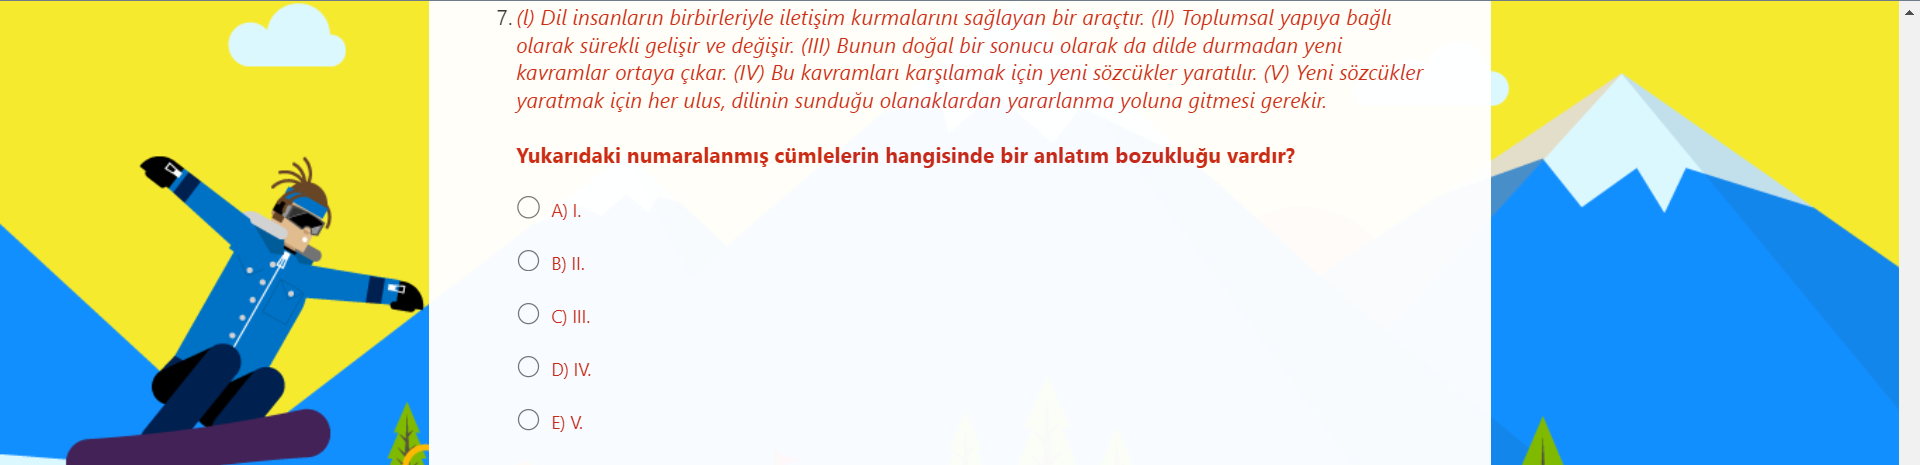 7. (l) Dil insanların birbirleriyle iletişim kurmalarını sağlayan bir araçtır. (II) Toplumsal yapıya bağlı
olarak sürekli gelişir ve değişir. (III) Bunun doğal bir sonucu olarak da dilde durmadan yeni
kavramlar ortaya çıkar. (IV) Bu kavramları karşılamak için yeni sözcükler yaratılır. (V) Yeni sözcükler
yaratmak için her ulus, dilinin sunduğu olanaklardan yararlanma yoluna gitmesi gerekir.
Yukarıdaki numaralanmış cümlelerin hangisinde bir anlatım bozukluğu vardır?
A) I.
B) II.
C) III.
D) IV.
E) V.